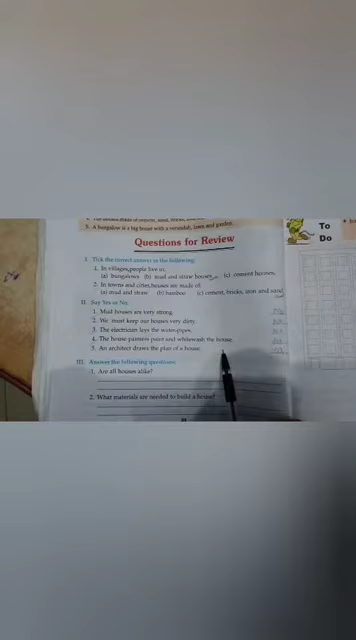 5. A bungalow is a big house with a verandah, lawn and garden.
To
Do
Questions for Review
I. Tick the correct answer in the following:
1. In villages, people live in.
(a) bungalows (b) mud and straw houses (c) cement houses.
2. In towns and cities, houses are made of.
(a) mud and straw (b) bamboo (c) cement, bricks, iron and sand
II. Say Yes or No.
1. Mud houses are very strong.
2. We must keep our houses very dirty.
3. The electrician lays the water-pipes.
4. The house-painters paint and whitewash the house.
5. An architect draws the plan of a house.
III. Answer the following questions:
1. Are all houses alike?
2. What materials are needed to build a house?